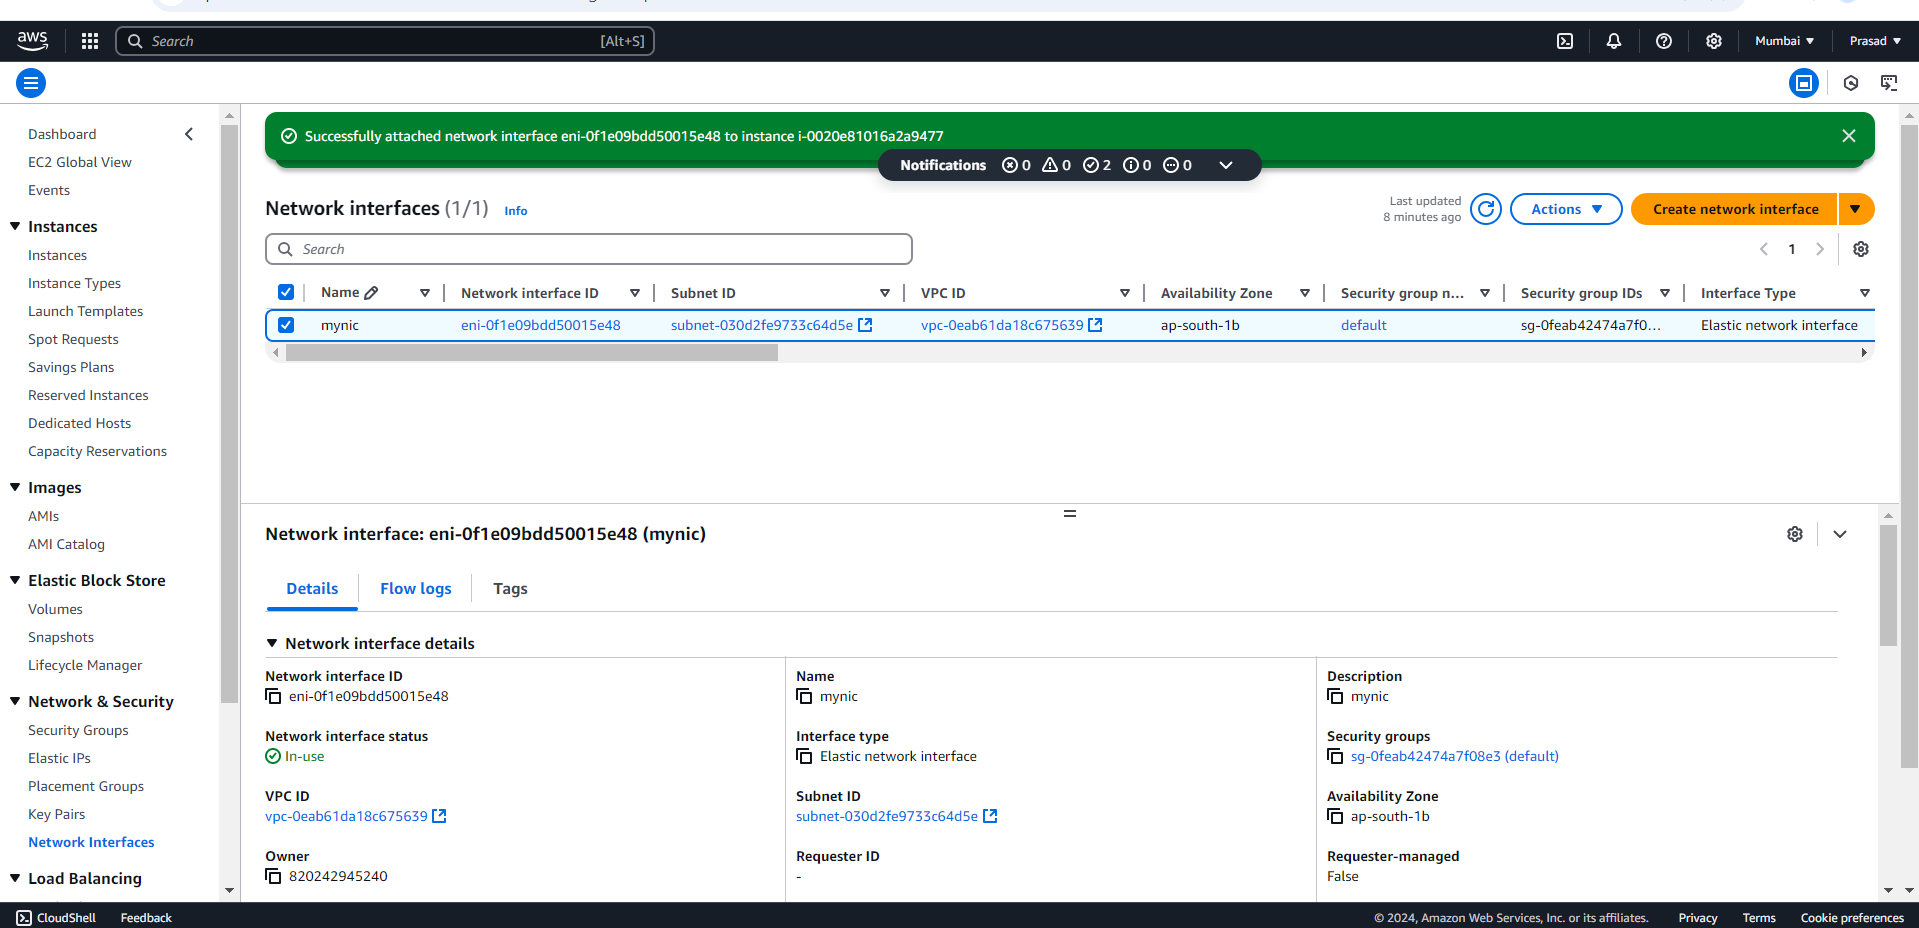 aws
Search [Alt+S]
Mumbai Prasad
Dashboard
EC2 Global View
Events
Instances
Instances
Instance Types
Launch Templates
Spot Requests
Savings Plans
Reserved Instances
Dedicated Hosts
Capacity Reservations
Images
AMIs
AMI Catalog
Elastic Block Store
Volumes
Snapshots
Lifecycle Manager
Network & Security
Security Groups
Elastic IPs
Placement Groups
Key Pairs
Network Interfaces
Load Balancing
Successfully attached network interface eni-0f1e09bdd50015e48 to instance i-0020e81016a2a9477
Notifications 0 0 2 0 0
Network interfaces (1/1) Info
Last updated
8 minutes ago
Actions
Create network interface
Search
1
Name Network interface ID Subnet ID VPC ID Availability Zone Security group n... Security group IDs Interface Type
mynic eni-0f1e09bdd50015e48 subnet-030d2fe9733c64d5e vpc-0eab61da18c675639 ap-south-1b default sg-0feab42474a7f0... Elastic network interface
Network interface: eni-0f1e09bdd50015e48 (mynic)
Details Flow logs Tags
Network interface details
Network interface ID
eni-0f1e09bdd50015e48
Name
mynic
Description
mynic
Network interface status
In-use
Interface type
Elastic network interface
Security groups
sg-0feab42474a7f08e3 (default)
VPC ID
vpc-0eab61da18c675639
Subnet ID
subnet-030d2fe9733c64d5e
Availability Zone
ap-south-1b
Owner
820242945240
Requester ID
-
Requester-managed
False
CloudShell Feedback © 2024, Amazon Web Services, Inc. or its affiliates. Privacy Terms Cookie preferences